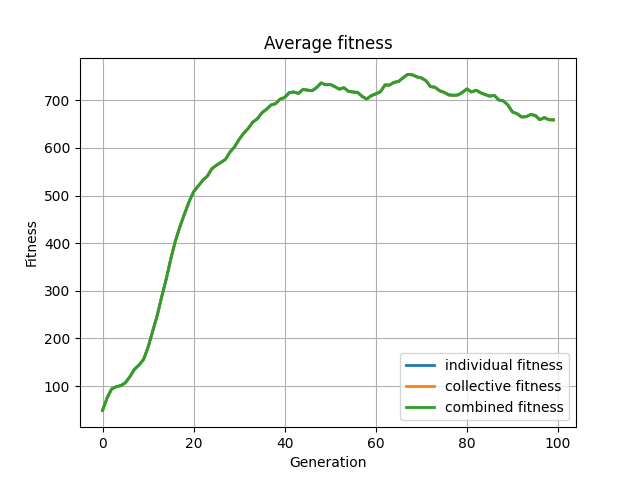 Average fitness
Fitness
700
600
500
400
300
200
100
0
20
40
60
80
100
Generation
individual fitness
collective fitness
combined fitness